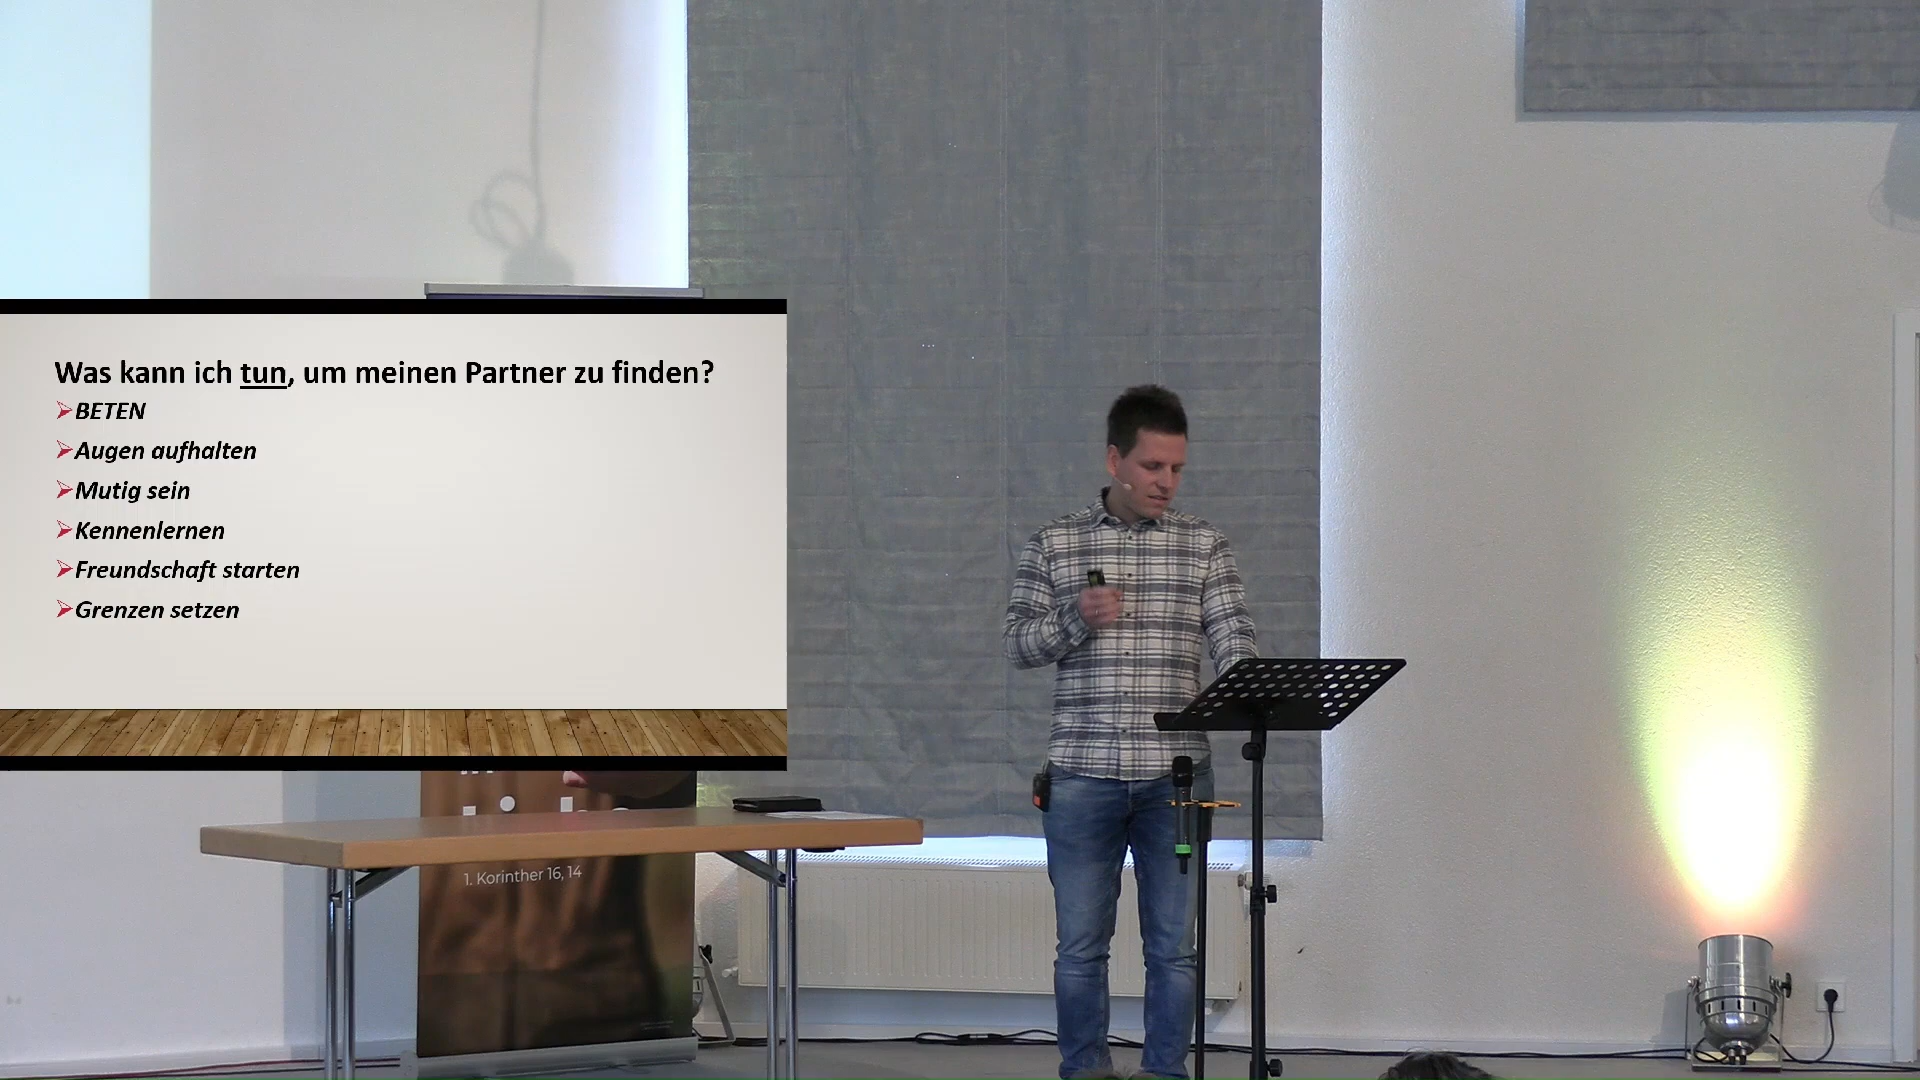 Was kann ich tun, um meinen Partner zu finden?
BETEN
Augen aufhalten
Mutig sein
Kennenlernen
Freundschaft starten
Grenzen setzen
1. Korinther 16, 14